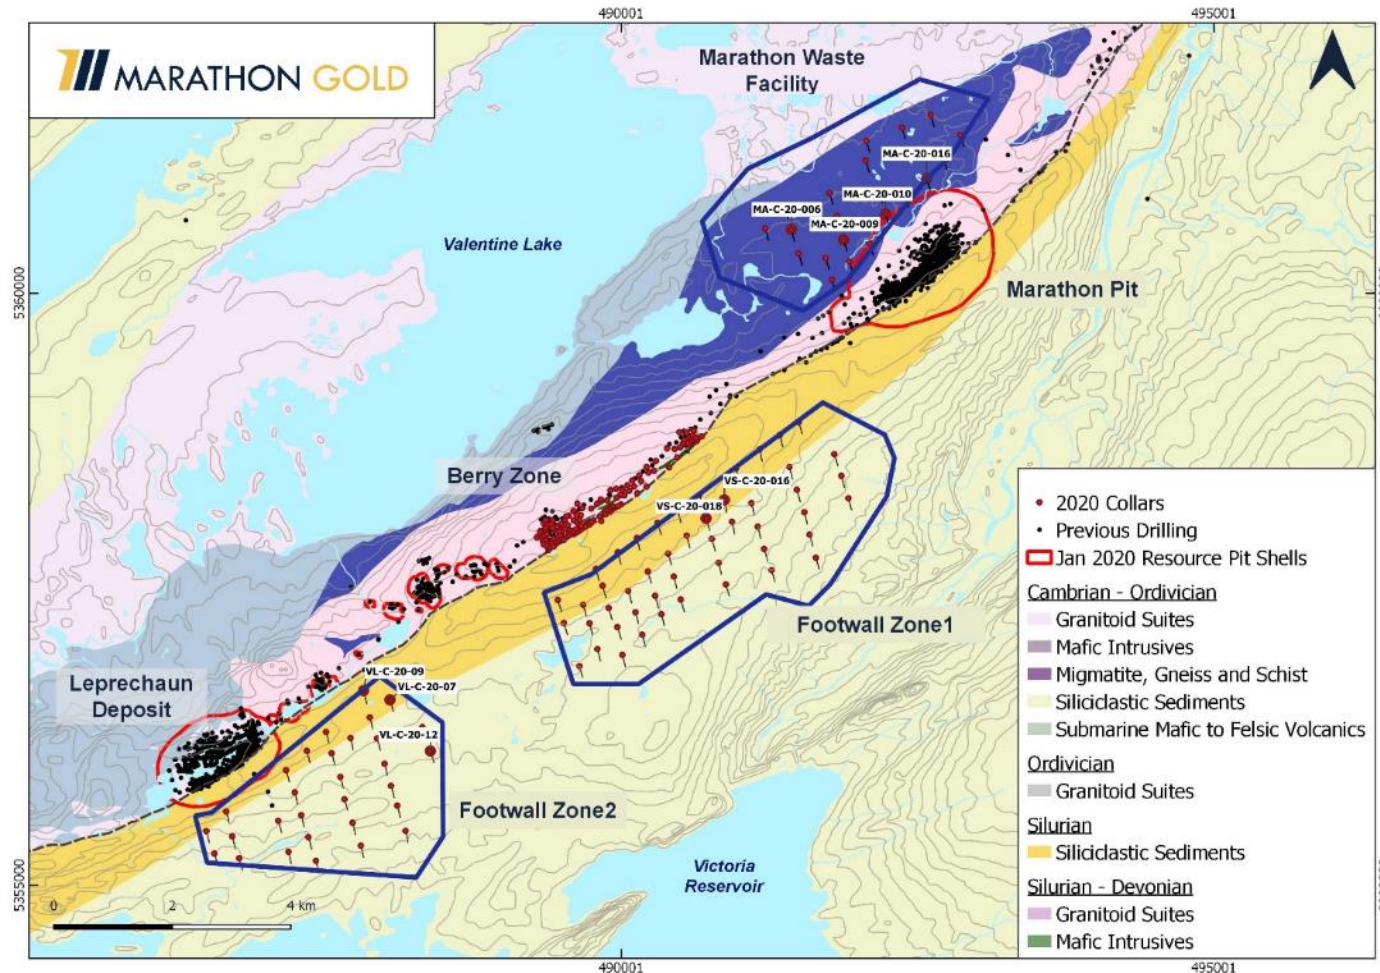 490001
495001
MARATHON GOLD
Marathon Waste
Facility
MA-C-20-016
MA-C-20-010
MA-C-20-006
MA-C-20-009
Valentine Lake
5360000
Marathon Pit
Berry Zone
VS-C-20-016
VS-C-20-018
Footwall Zone1
VL-C-20-09
VL-C-20-07
Leprechaun
Deposit
VL-C-20-12
Footwall Zone2
Victoria
Reservoir
5355000
0 2 4 km
2020 Collars
Previous Drilling
Jan 2020 Resource Pit Shells
Cambrian - Ordivician
Granitoid Suites
Mafic Intrusives
Migmatite, Gneiss and Schist
Siliciclastic Sediments
Submarine Mafic to Felsic Volcanics
Ordivician
Granitoid Suites
Silurian
Siliciclastic Sediments
Silurian - Devonian
Granitoid Suites
Mafic Intrusives
490001
495001